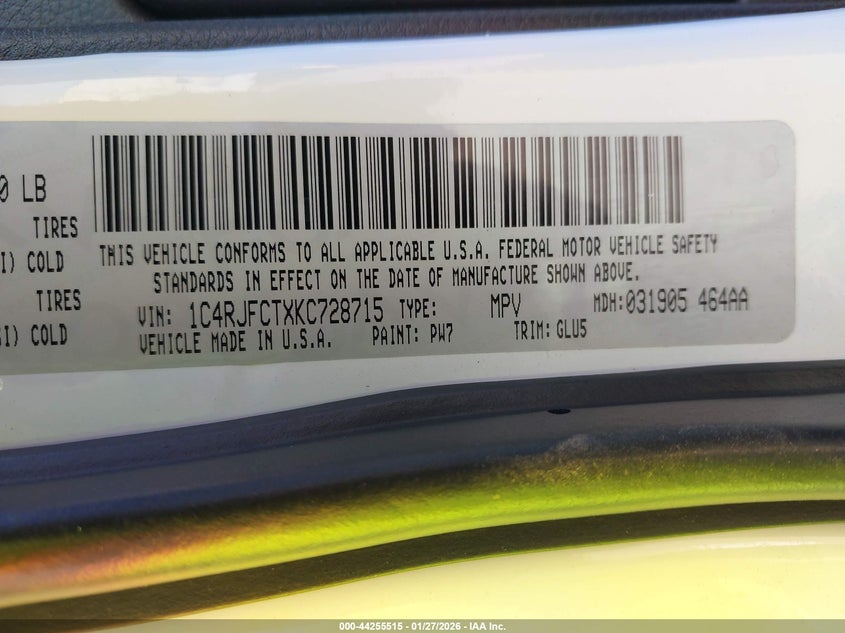 0 LB
TIRES
I) COLD
TIRES
SI) COLD
THIS VEHICLE CONFORMS TO ALL APPLICABLE U.S.A. FEDERAL MOTOR VEHICLE SAFETY
STANDARDS IN EFFECT ON THE DATE OF MANUFACTURE SHOWN ABOVE.
VIN: 1C4RJFCTXKC728715 TYPE: MPV MDH:031905 464AA
VEHICLE MADE IN U.S.A. PAINT: PW7 TRIM: GLU5
000-44255515 - 01/27/2026 - IAA Inc.